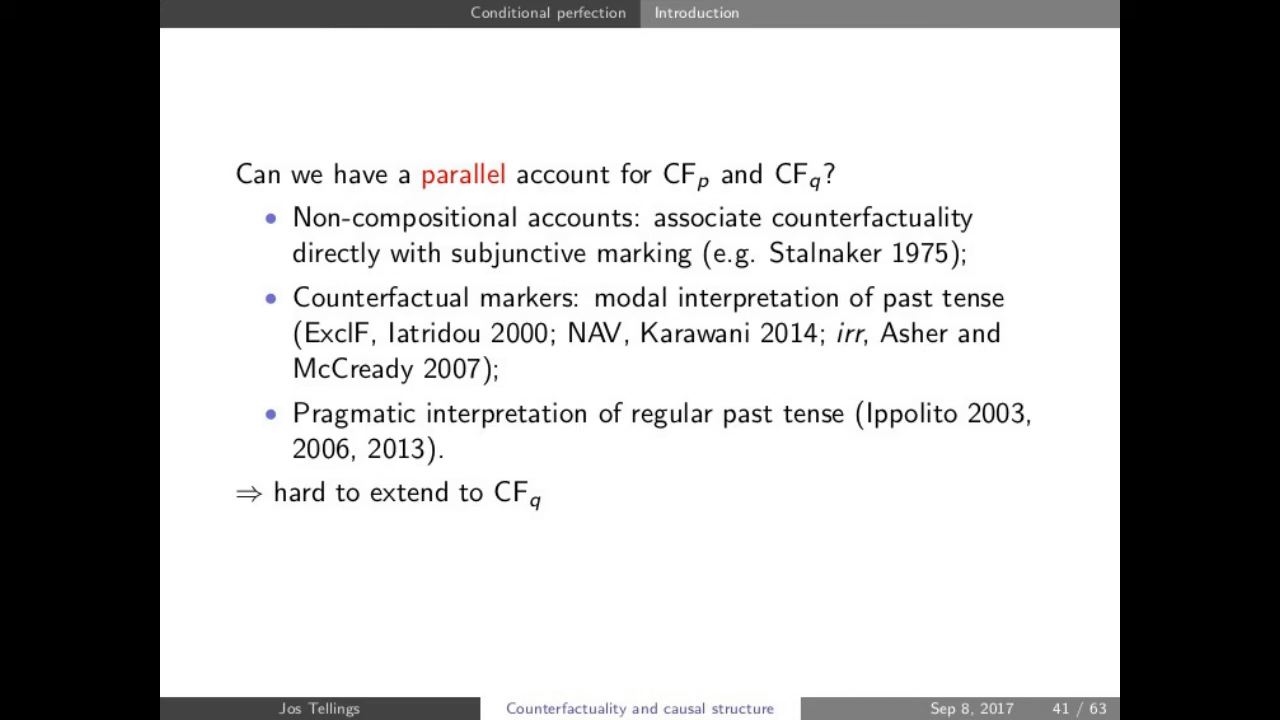 Conditional perfection Introduction
Can we have a parallel account for CFp and CFq?
• Non-compositional accounts: associate counterfactuality
directly with subjunctive marking (e.g. Stalnaker 1975);
• Counterfactual markers: modal interpretation of past tense
(ExclF, Iatridou 2000; NAV, Karawani 2014; irr, Asher and
McCready 2007);
• Pragmatic interpretation of regular past tense (Ippolito 2003,
2006, 2013).
⇒ hard to extend to CFq
Jos Tellings Counterfactuality and causal structure Sep 8, 2017 41 / 63